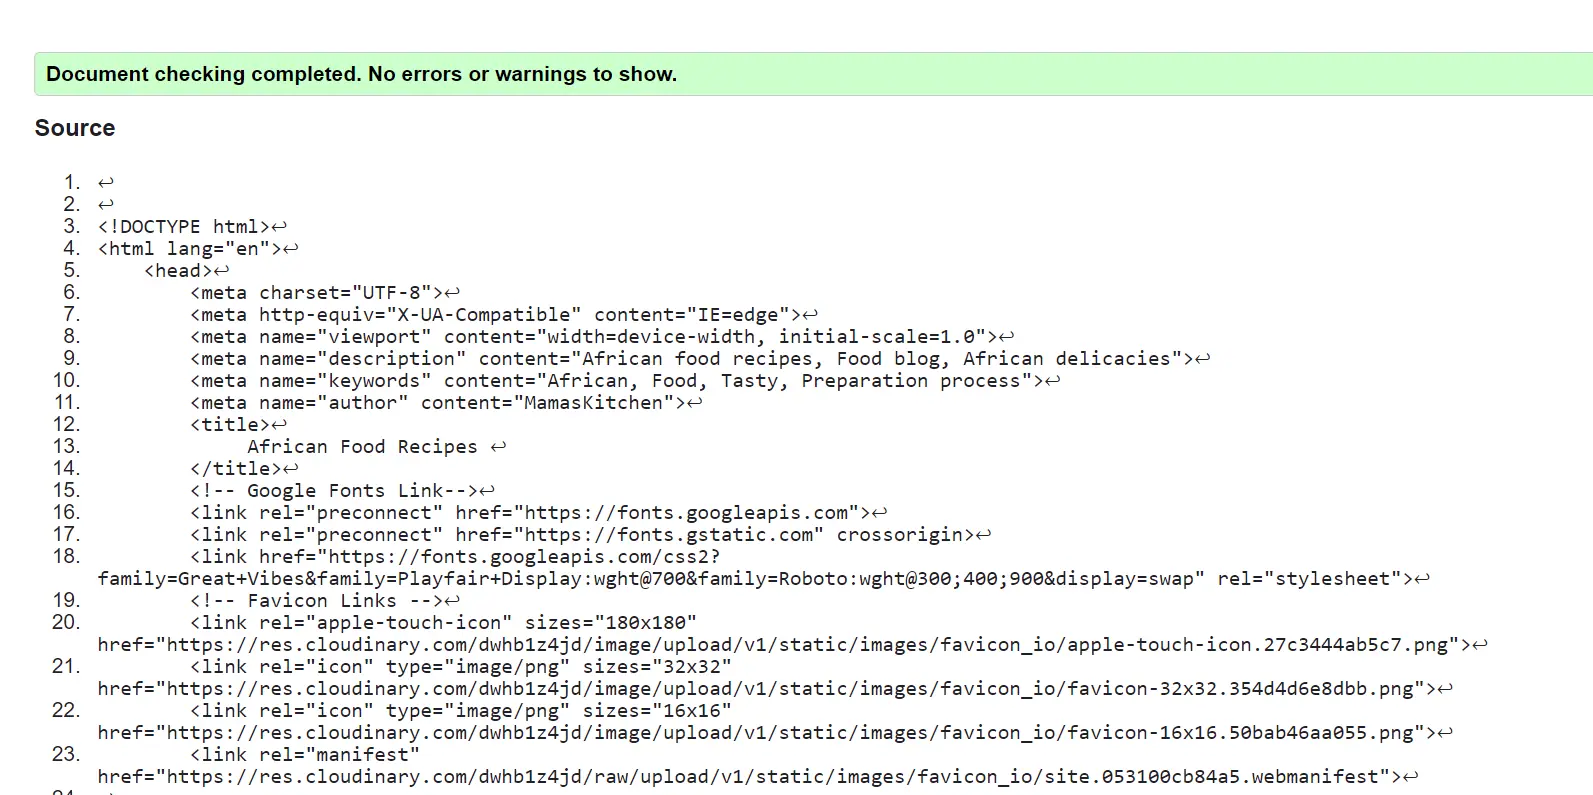 Document checking completed. No errors or warnings to show.
Source
1. ↩
2. ↩
3. <!DOCTYPE html>↩
4. <html lang="en">↩
5. <head>↩
6. <meta charset="UTF-8">↩
7. <meta http-equiv="X-UA-Compatible" content="IE=edge">↩
8. <meta name="viewport" content="width=device-width, initial-scale=1.0">↩
9. <meta name="description" content="African food recipes, Food blog, African delicacies">↩
10. <meta name="keywords" content="African, Food, Tasty, Preparation process">↩
11. <meta name="author" content="MamasKitchen">↩
12. <title>↩
13. African Food Recipes ↩
14. </title>↩
15. <!-- Google Fonts Link-->↩
16. <link rel="preconnect" href="https://fonts.googleapis.com">↩
17. <link rel="preconnect" href="https://fonts.gstatic.com" crossorigin>↩
18. <link href="https://fonts.googleapis.com/css2?
family=Great+Vibes&family=Playfair+Display:wght@700&family=Roboto:wght@300;400;900&display=swap" rel="stylesheet">↩
19. <!-- Favicon Links -->↩
20. <link rel="apple-touch-icon" sizes="180x180"
href="https://res.cloudinary.com/dwhb1z4jd/image/upload/v1/static/images/favicon_io/apple-touch-icon.27c3444ab5c7.png">↩
21. <link rel="icon" type="image/png" sizes="32x32"
href="https://res.cloudinary.com/dwhb1z4jd/image/upload/v1/static/images/favicon_io/favicon-32x32.354d4d6e8dbb.png">↩
22. <link rel="icon" type="image/png" sizes="16x16"
href="https://res.cloudinary.com/dwhb1z4jd/image/upload/v1/static/images/favicon_io/favicon-16x16.50bab46aa055.png">↩
23. <link rel="manifest"
href="https://res.cloudinary.com/dwhb1z4jd/raw/upload/v1/static/images/favicon_io/site.053100cb84a5.webmanifest">↩